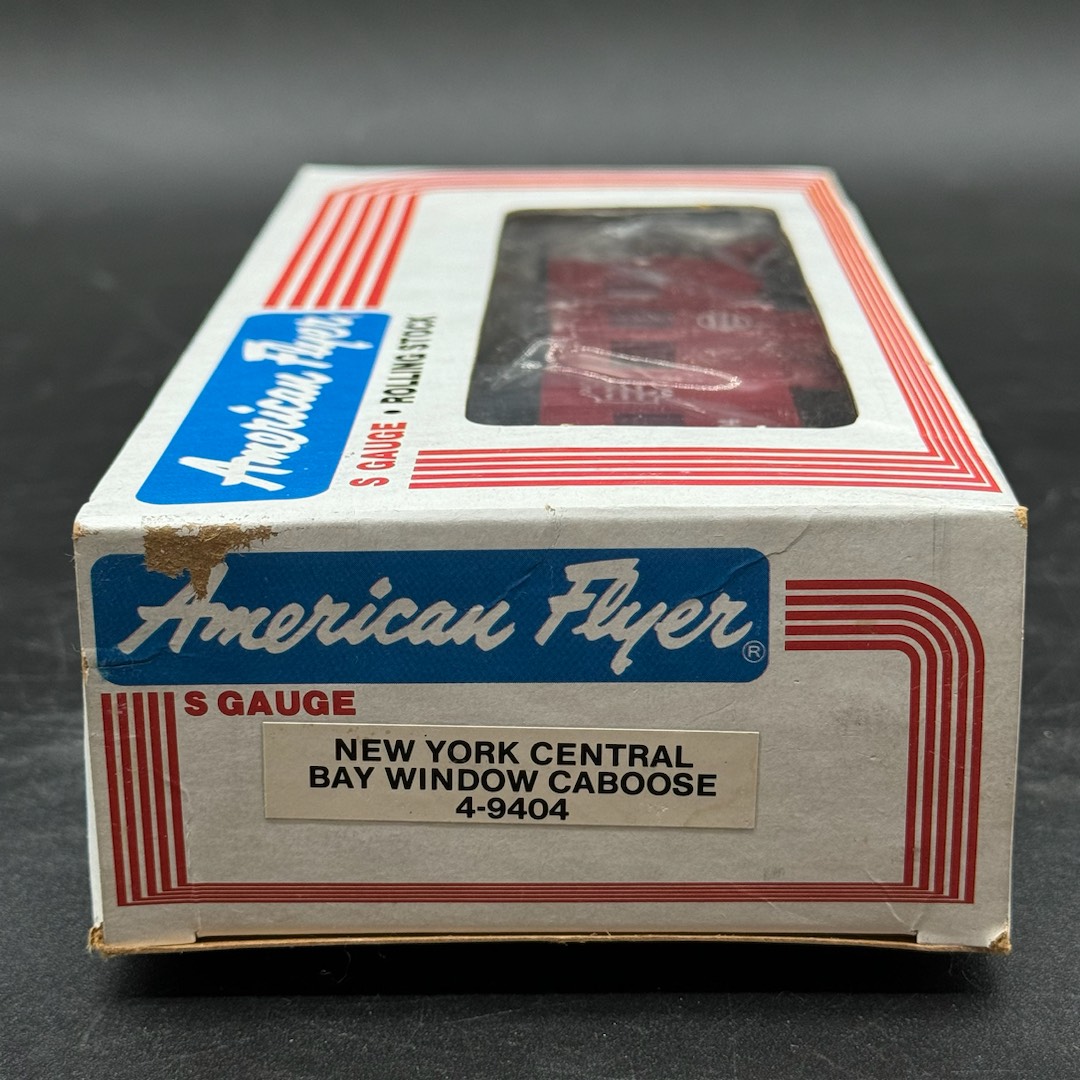 American Flyer
S GAUGE • ROLLING STOCK
American Flyer®
S GAUGE
NEW YORK CENTRAL
BAY WINDOW CABOOSE
4-9404